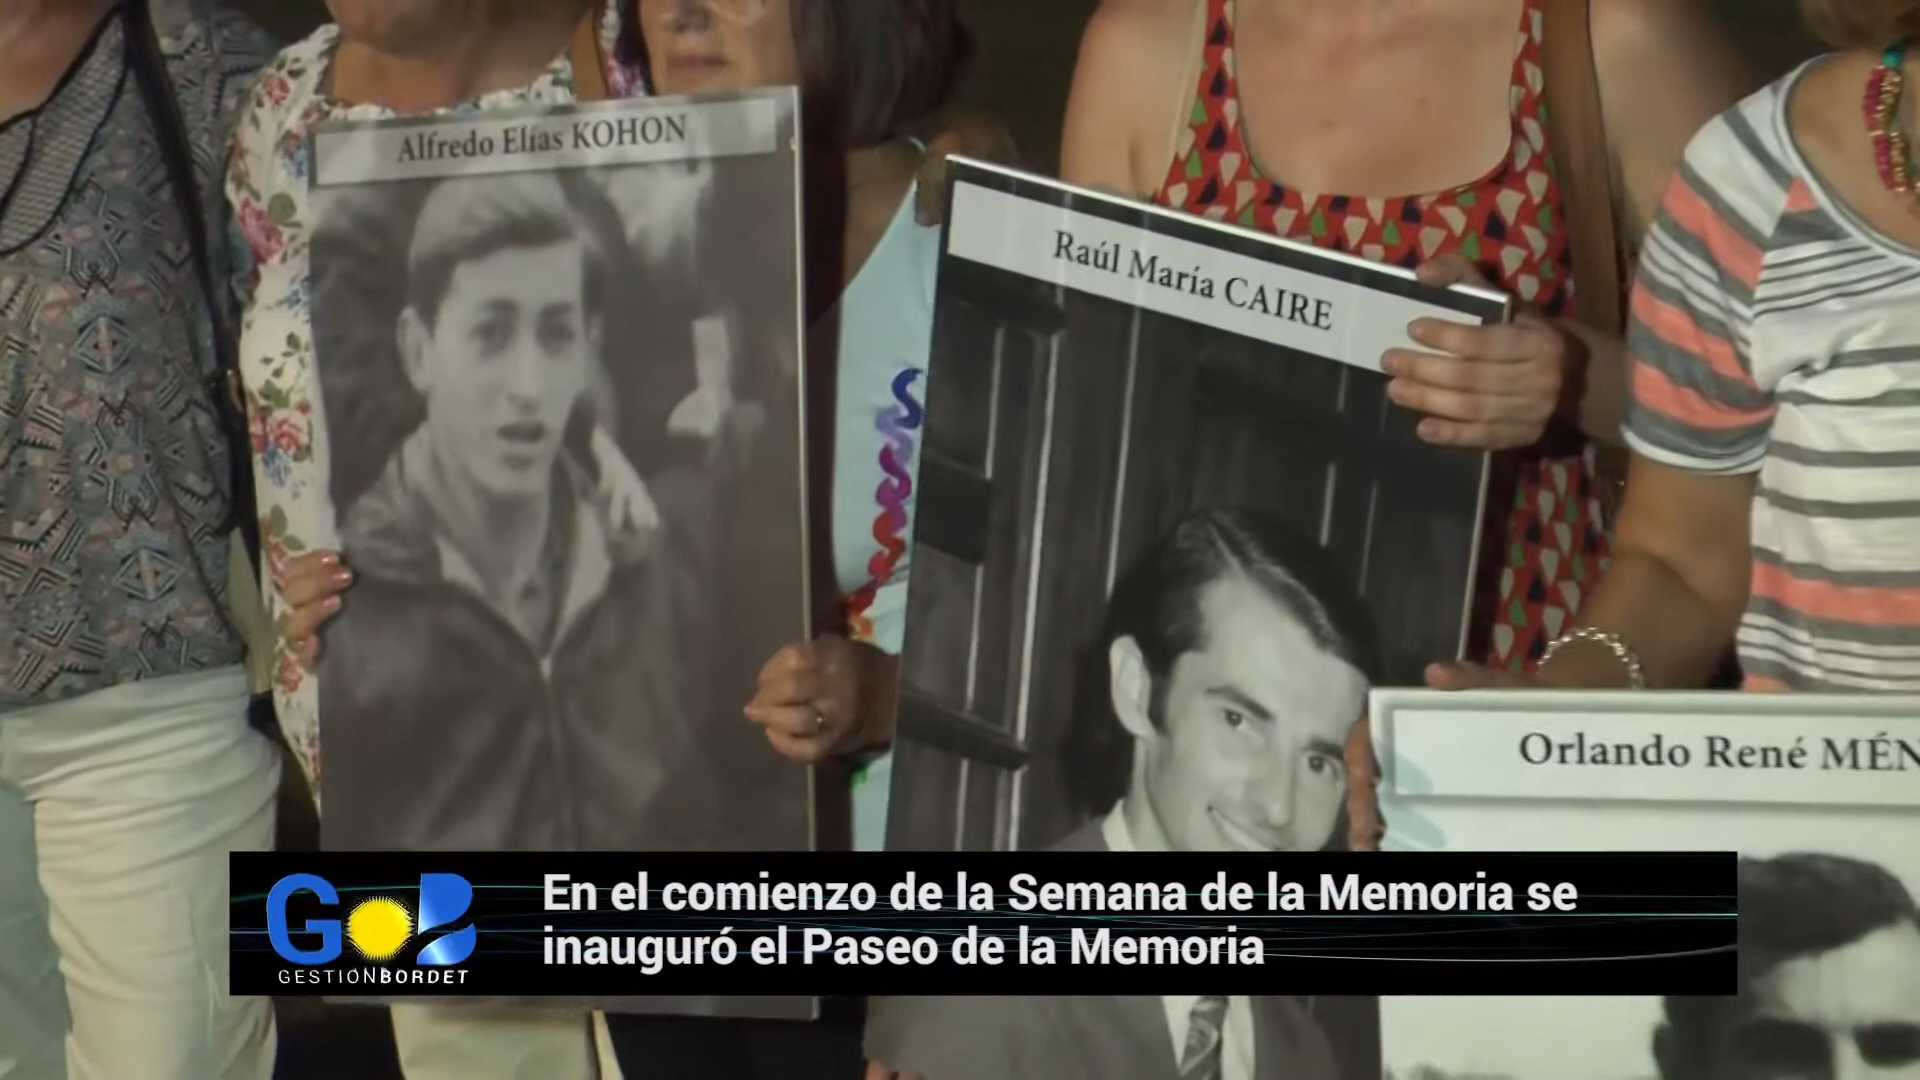 Alfredo Elías KOHON
Raúl María CAIRE
Orlando René MÉN
GOB
GESTIÓNBORDET
En el comienzo de la Semana de la Memoria se
inauguró el Paseo de la Memoria